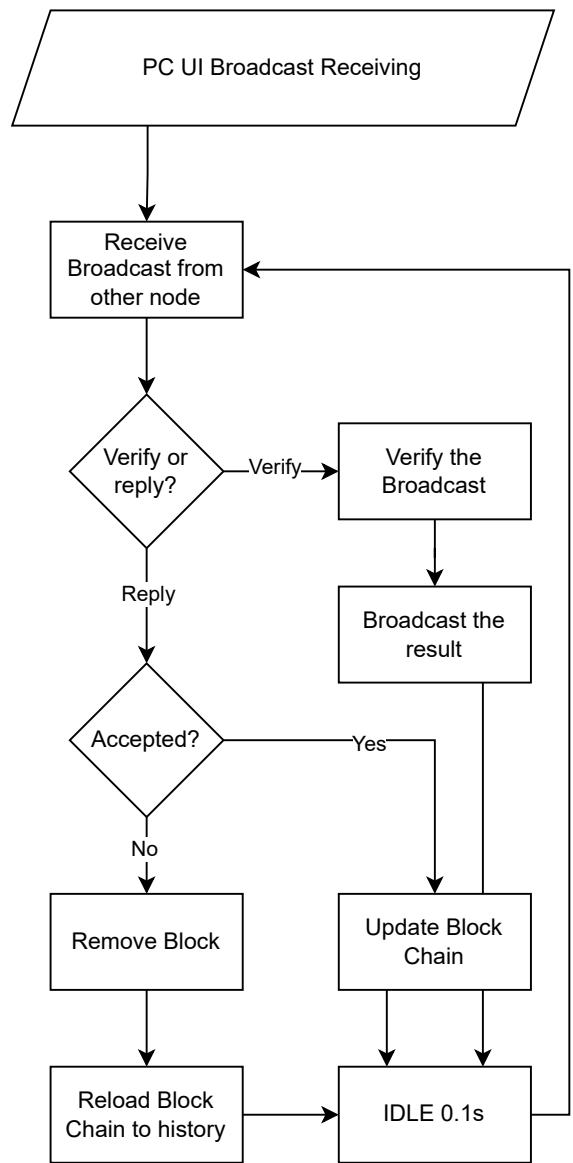 PC UI Broadcast Receiving
Receive
Broadcast from
other node
Verify or
reply?
Verify
Verify the
Broadcast
Reply
Broadcast the
result
Accepted?
Yes
No
Remove Block
Update Block
Chain
Reload Block
Chain to history
IDLE 0.1s